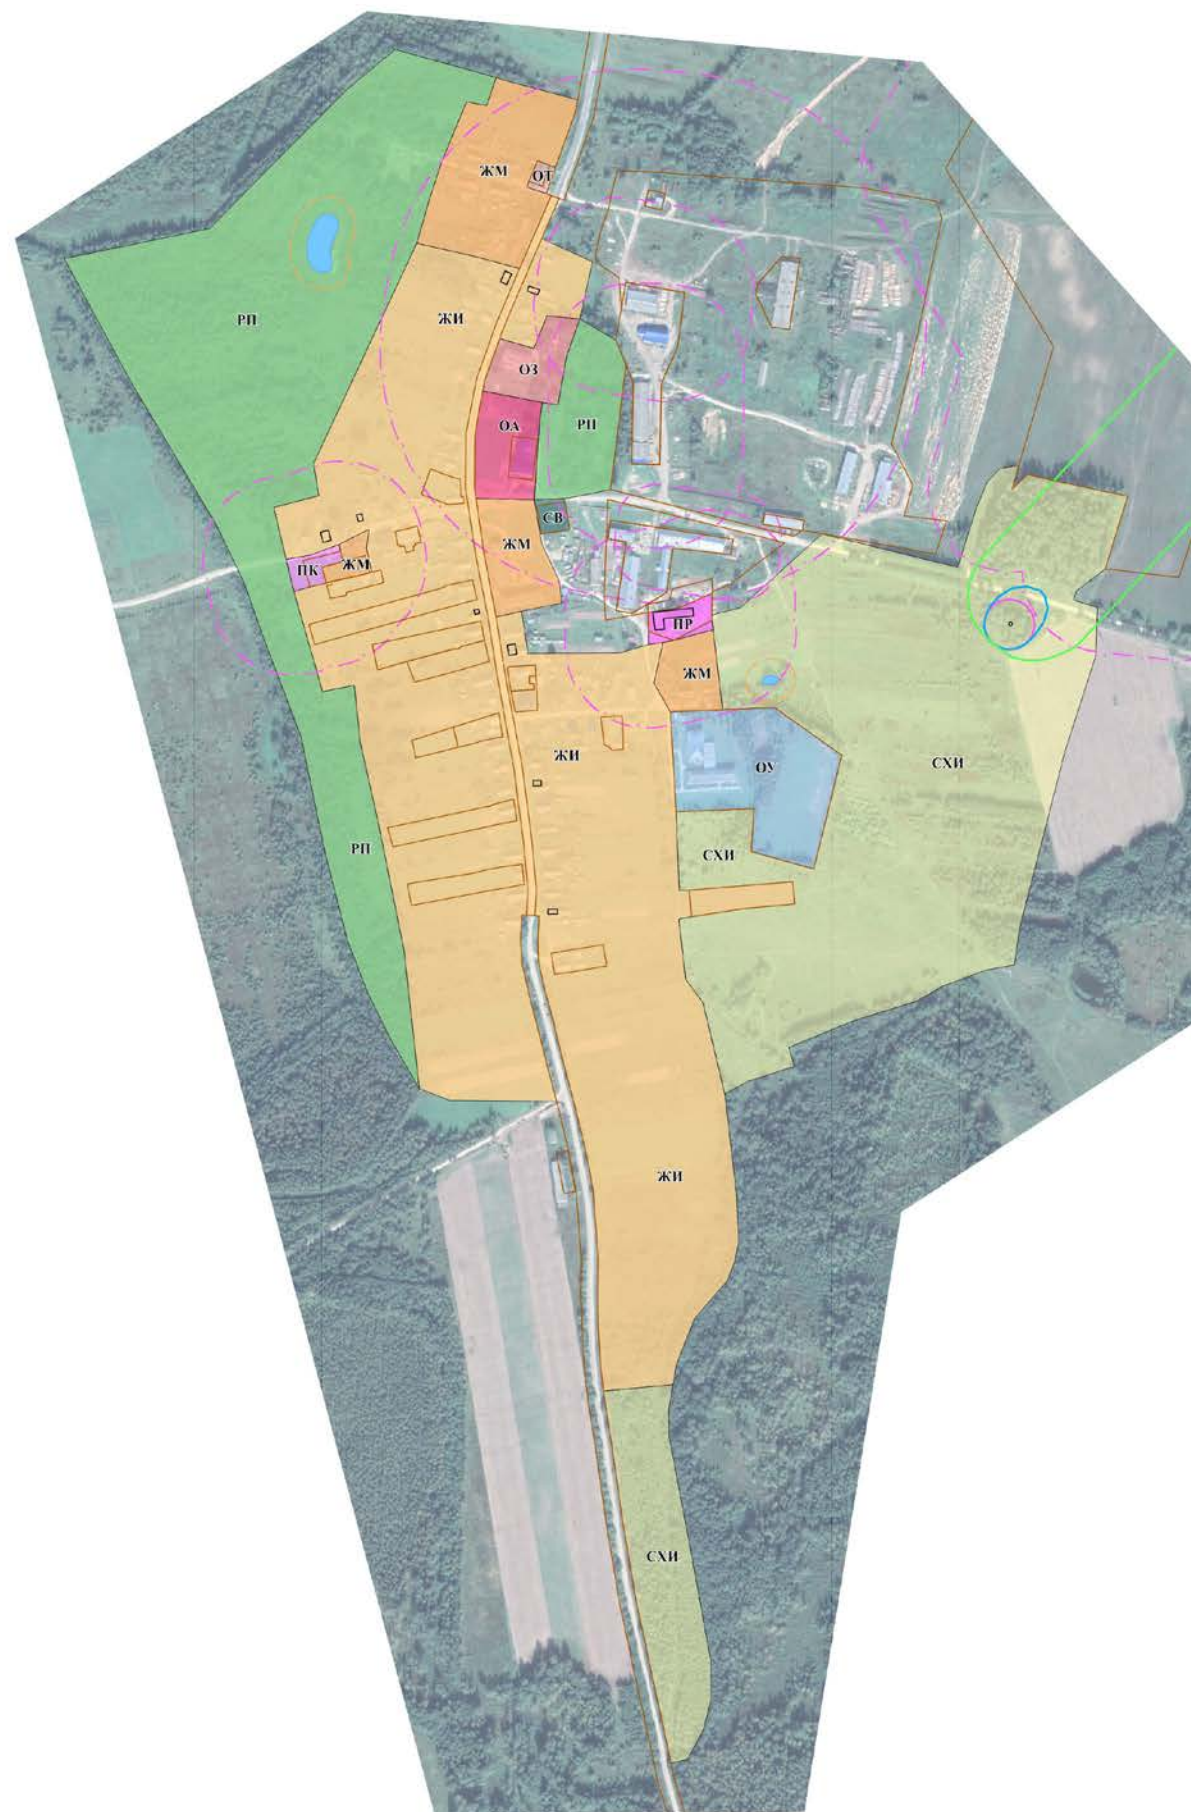 ЖМ
ОТ
РП
ЖИ
ОЗ
ОА
РП
СВ
ЖМ
ПК
ЖМ
ПР
ЖМ
ЖИ
ОУ
СХИ
РП
СХИ
ЖИ
СХИ